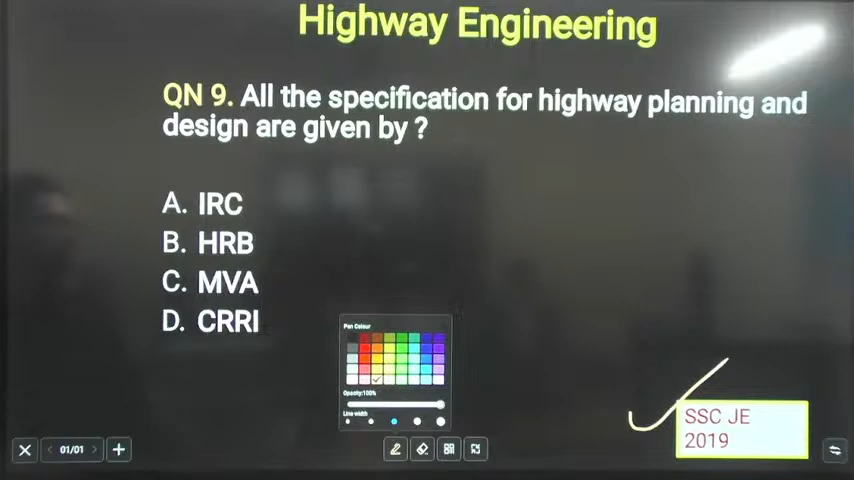 Highway Engineering
QN 9. All the specification for highway planning and
design are given by ?
A. IRC
B. HRB
C. MVA
D. CRRI
Pen Colour
Opacity:100%
Line width
SSC JE
2019
01/01